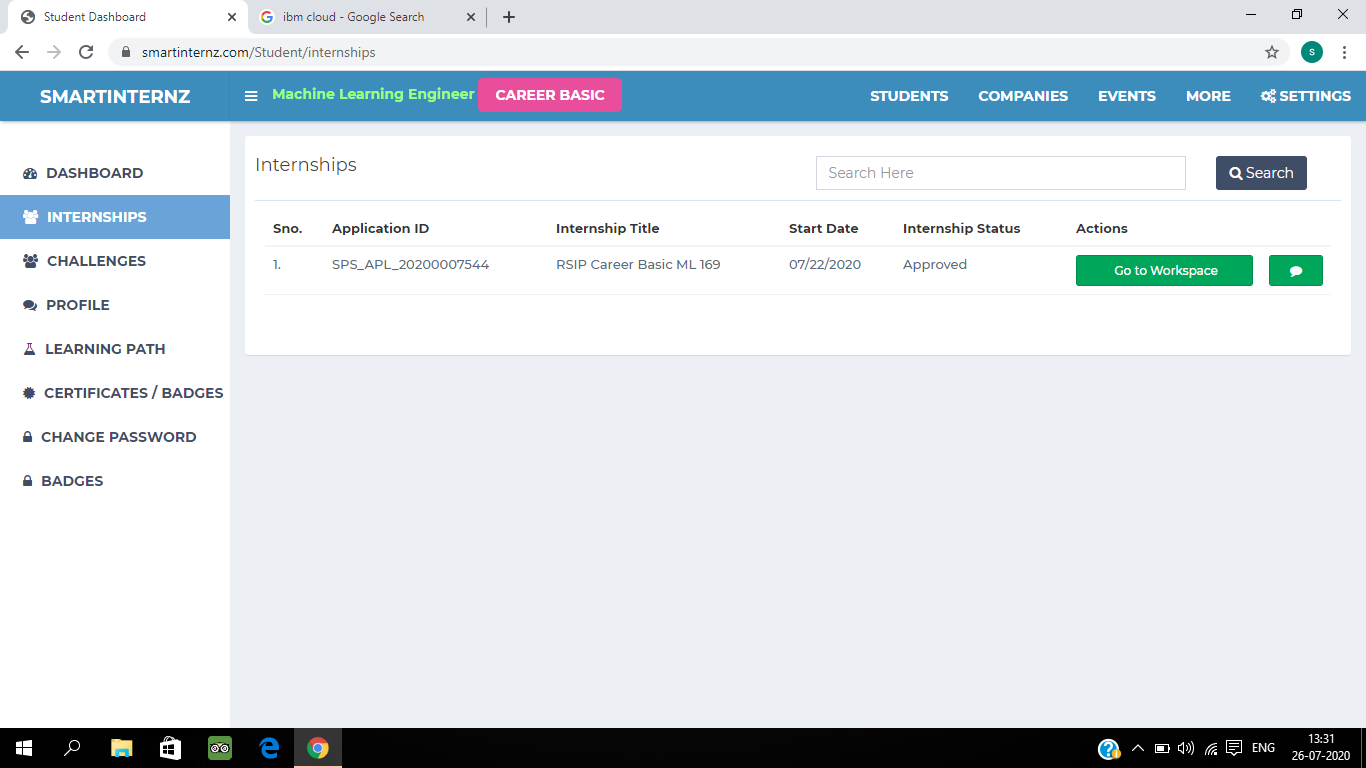 Student Dashboard
ibm cloud - Google Search
smartinternz.com/Student/internships
s
SMARTINTERNZ
Machine Learning Engineer CAREER BASIC
STUDENTS COMPANIES EVENTS MORE SETTINGS
DASHBOARD
INTERNSHIPS
CHALLENGES
PROFILE
LEARNING PATH
CERTIFICATES / BADGES
CHANGE PASSWORD
BADGES
Internships
Search Here
Search
Sno. Application ID Internship Title Start Date Internship Status Actions
1. SPS_APL_20200007544 RSIP Career Basic ML 169 07/22/2020 Approved Go to Workspace
ENG
13:31
26-07-2020